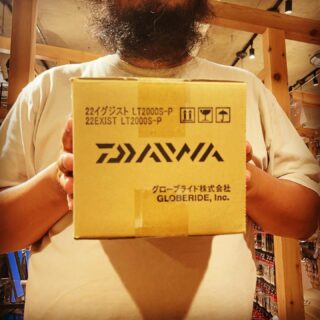 22イグジスト LT2000S-P
22EXIST LT2000S-P
DAIWA
グローブライド株式会社
GLOBERIDE, Inc.